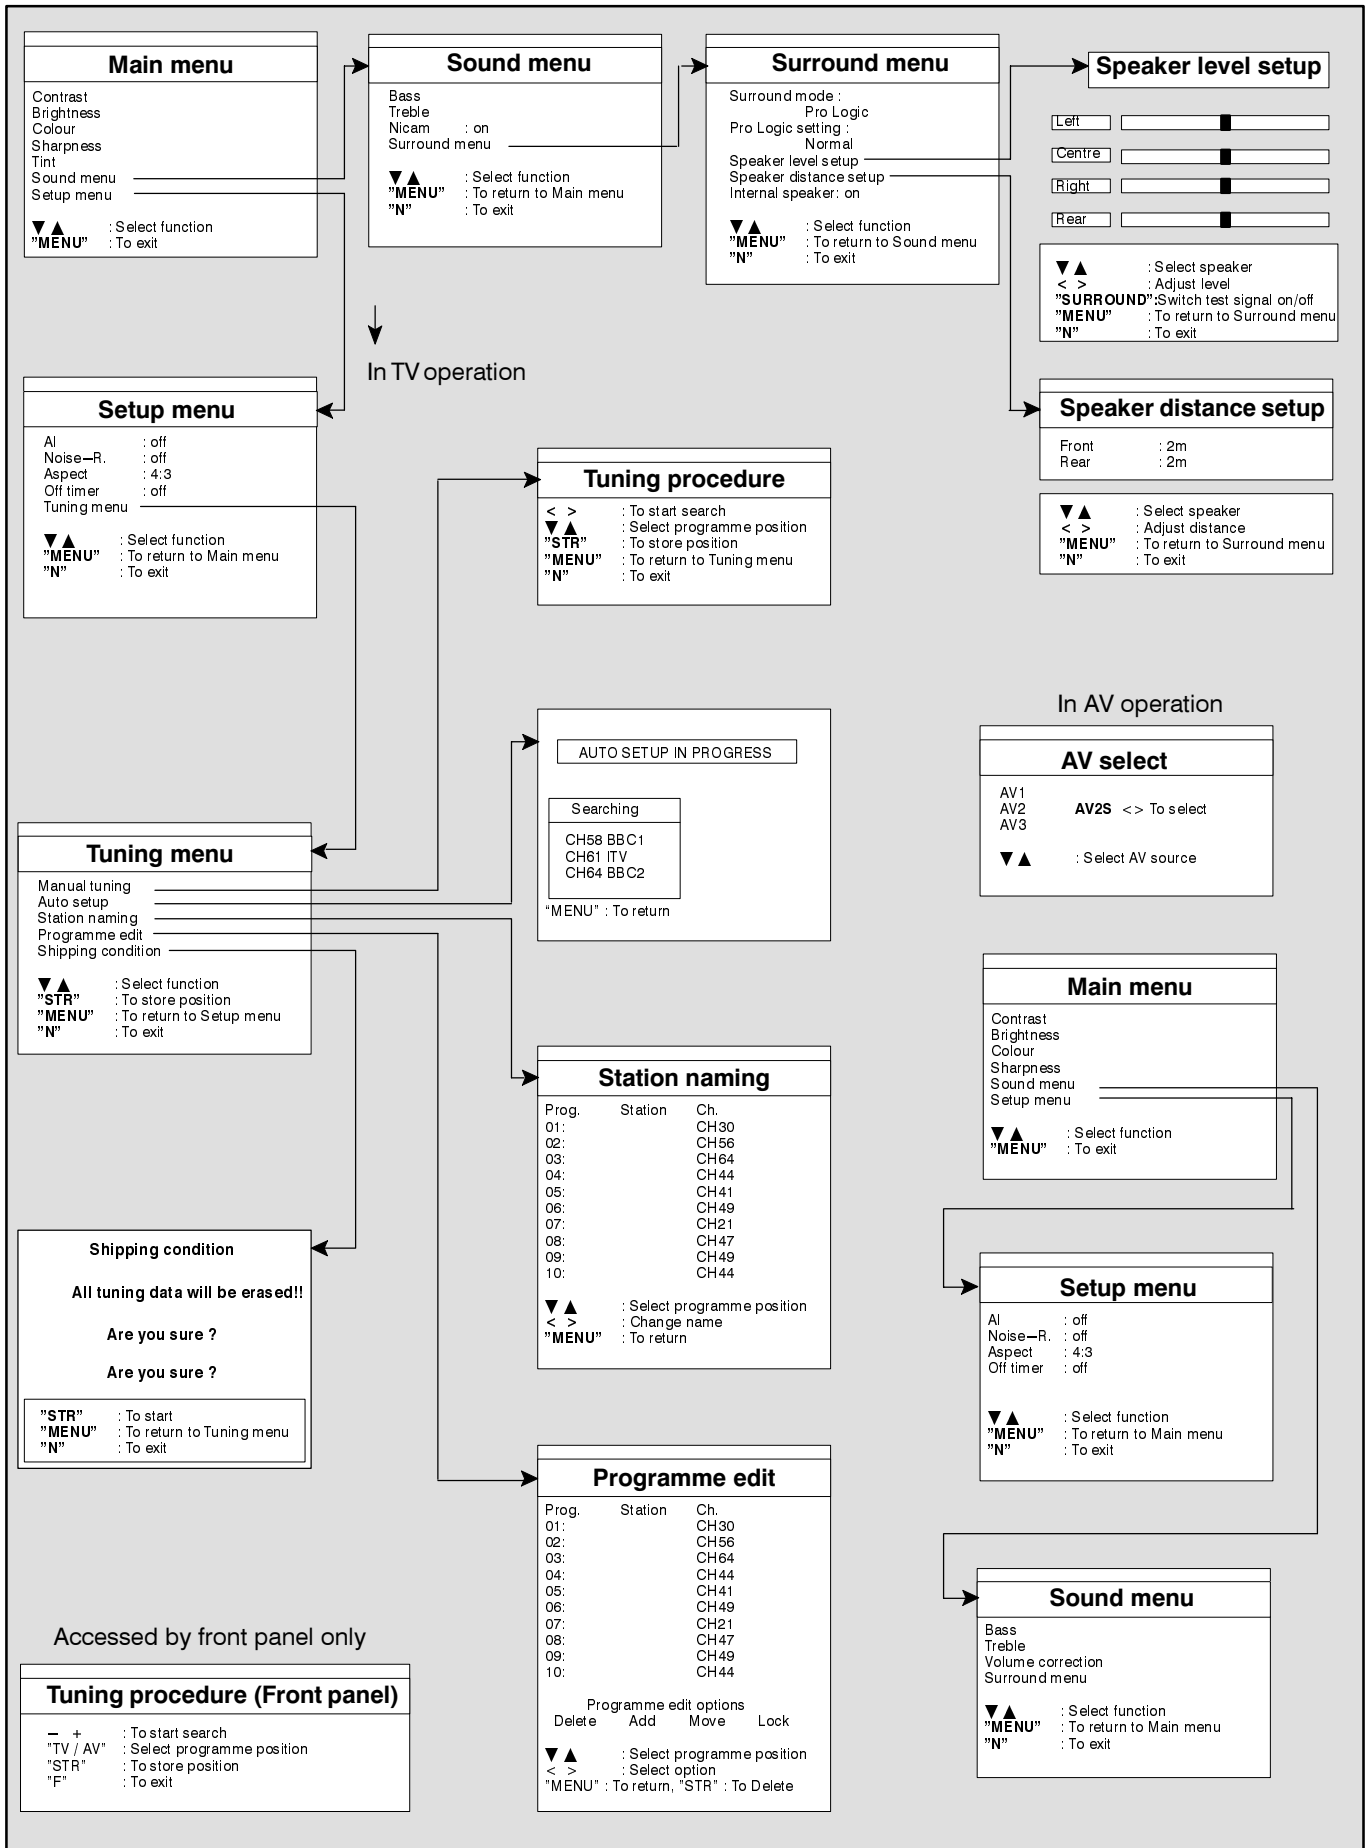 Main menu
Contrast
Brightness
Colour
Sharpness
Tint
Sound menu
Setup menu
▼ ▲ : Select function
"MENU" : To exit
Sound menu
Bass
Treble
Nicam : on
Surround menu
▼ ▲ : Select function
"MENU" : To return to Main menu
"N" : To exit
Surround menu
Surround mode :
Pro Logic
Pro Logic setting :
Normal
Speaker level setup
Speaker distance setup
Internal speaker: on
▼ ▲ : Select function
"MENU" : To return to Sound menu
"N" : To exit
Speaker level setup
Left
Centre
Right
Rear
▼ ▲ : Select speaker
< > : Adjust level
"SURROUND":Switch test signal on/off
"MENU" : To return to Surround menu
"N" : To exit
In TV operation
Setup menu
AI : off
Noise–R. : off
Aspect : 4:3
Off timer : off
Tuning menu
▼ ▲ : Select function
"MENU" : To return to Main menu
"N" : To exit
Speaker distance setup
Front : 2m
Rear : 2m
▼ ▲ : Select speaker
< > : Adjust distance
"MENU" : To return to Surround menu
"N" : To exit
Tuning procedure
< > : To start search
▼ ▲ : Select programme position
"STR" : To store position
"MENU" : To return to Tuning menu
"N" : To exit
AUTO SETUP IN PROGRESS
Searching
CH58 BBC1
CH61 ITV
CH64 BBC2
"MENU" : To return
In AV operation
AV select
AV1
AV2 AV2S <> To select
AV3
▼ ▲ : Select AV source
Tuning menu
Manual tuning
Auto setup
Station naming
Programme edit
Shipping condition
▼ ▲ : Select function
"STR" : To store position
"MENU" : To return to Setup menu
"N" : To exit
Main menu
Contrast
Brightness
Colour
Sharpness
Sound menu
Setup menu
▼ ▲ : Select function
"MENU" : To exit
Station naming
Prog. Station Ch.
01: CH30
02: CH56
03: CH64
04: CH44
05: CH41
06: CH49
07: CH21
08: CH47
09: CH49
10: CH44
▼ ▲ : Select programme position
< > : Change name
"MENU" : To return
Shipping condition
All tuning data will be erased!!
Are you sure ?
Are you sure ?
"STR" : To start
"MENU" : To return to Tuning menu
"N" : To exit
Setup menu
AI : off
Noise–R. : off
Aspect : 4:3
Off timer : off
▼ ▲ : Select function
"MENU" : To return to Main menu
"N" : To exit
Programme edit
Prog. Station Ch.
01: CH30
02: CH56
03: CH64
04: CH44
05: CH41
06: CH49
07: CH21
08: CH47
09: CH49
10: CH44
Programme edit options
Delete Add Move Lock
▼ ▲ : Select programme position
< > : Select option
"MENU" : To return, "STR" : To Delete
Sound menu
Bass
Treble
Volume correction
Surround menu
▼ ▲ : Select function
"MENU" : To return to Main menu
"N" : To exit
Accessed by front panel only
Tuning procedure (Front panel)
– + : To start search
"TV / AV" : Select programme position
"STR" : To store position
"F" : To exit